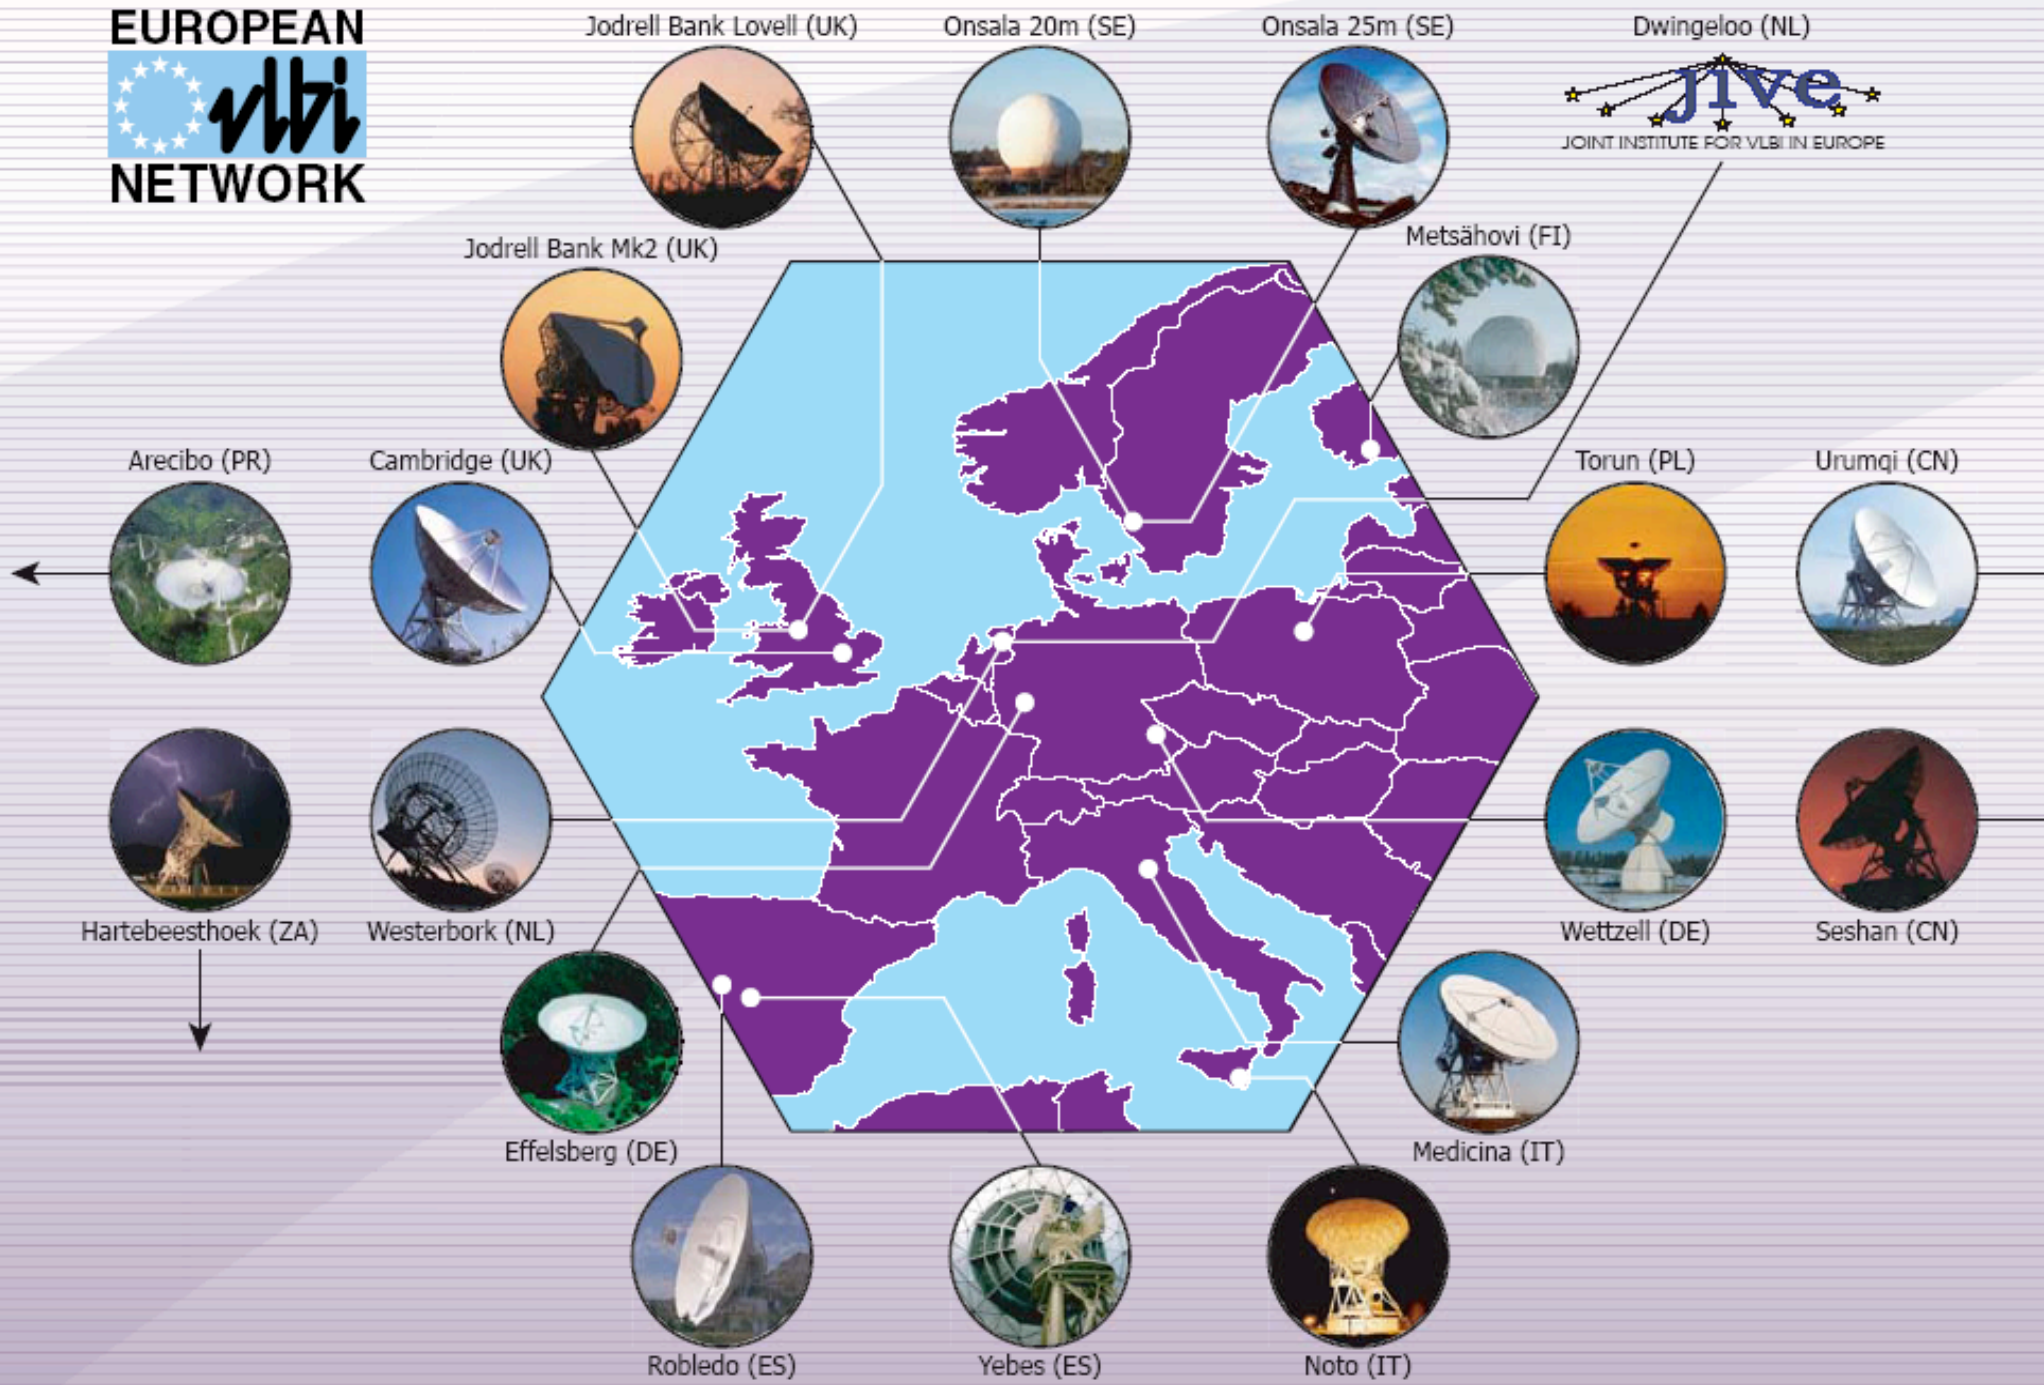 EUROPEAN
vlbi
NETWORK
Jodrell Bank Lovell (UK)
Onsala 20m (SE)
Onsala 25m (SE)
Dwingeloo (NL)
jive
JOINT INSTITUTE FOR VLBI IN EUROPE
Jodrell Bank Mk2 (UK)
Metsähovi (FI)
Arecibo (PR)
Cambridge (UK)
Torun (PL)
Urumqi (CN)
Hartebeesthoek (ZA)
Westerbork (NL)
Wettzell (DE)
Seshan (CN)
Effelsberg (DE)
Medicina (IT)
Robledo (ES)
Yebes (ES)
Noto (IT)